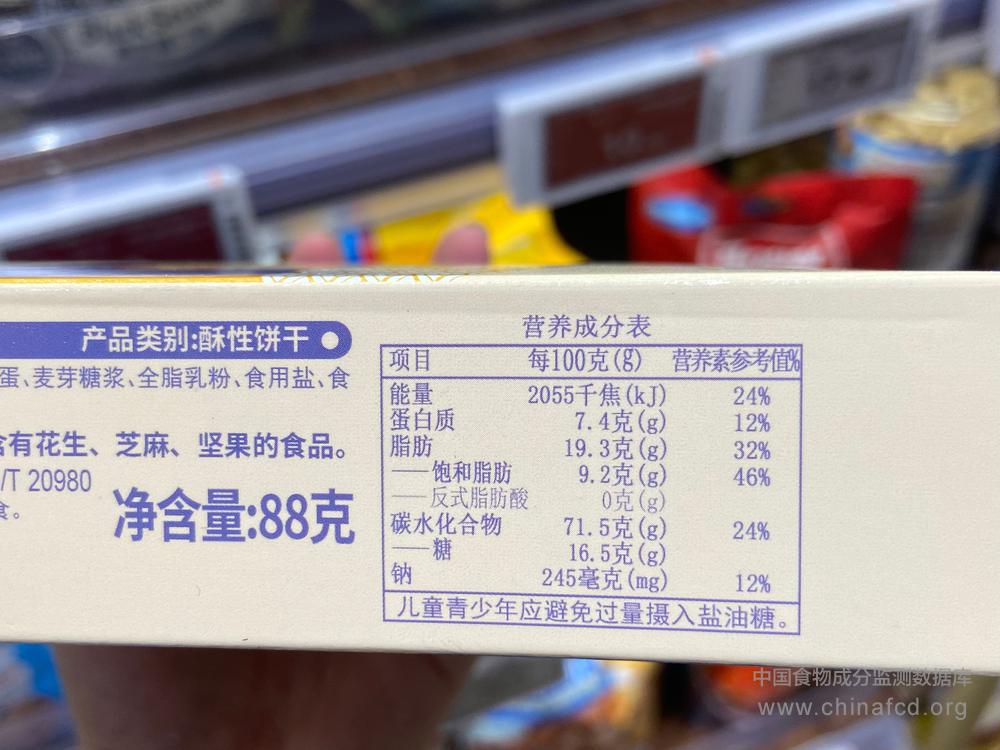 产品类别:酥性饼干
蛋、麦芽糖浆、全脂乳粉、食用盐、食
含有花生、芝麻、坚果的食品。
/T 20980
食。
净含量:88克
营养成分表
项目 每100克(g) 营养素参考值%
能量 2055千焦(kJ) 24%
蛋白质 7.4克(g) 12%
脂肪 19.3克(g) 32%
——饱和脂肪 9.2克(g) 46%
——反式脂肪酸 0克(g)
碳水化合物 71.5克(g) 24%
——糖 16.5克(g)
钠 245毫克(mg) 12%
儿童青少年应避免过量摄入盐油糖。
中国食物成分监测数据库
www.chinafcd.org